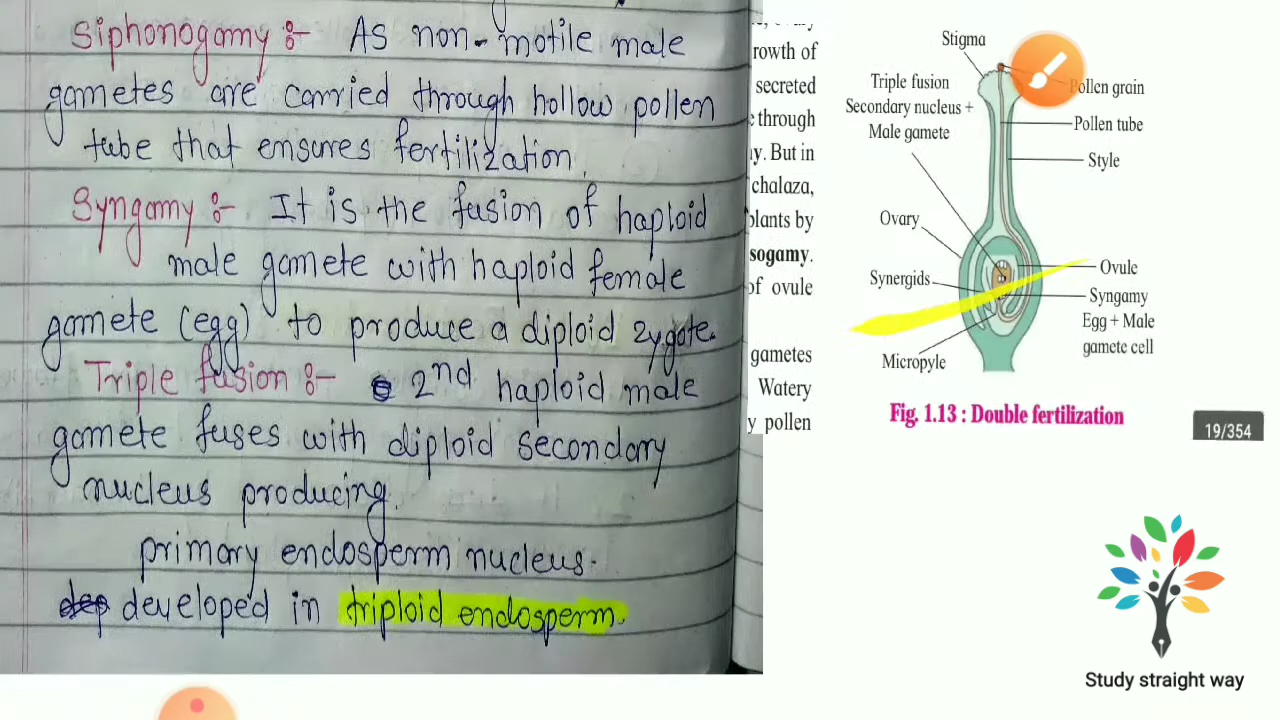 Siphonogamy :- As non-motile male
gametes are carried through hollow pollen
tube that ensures fertilization.
Syngamy :- It is the fusion of haploid
male gamete with haploid female
gamete (egg) to produce a diploid zygote.
Triple fusion :- 2nd haploid male
gamete fuses with diploid secondary
nucleus producing.
primary endosperm nucleus.
developed in triploid endosperm.
rowth of
secreted
through
y. But in
chalaza,
plants by
sogamy.
of ovule
gametes
Watery
y pollen
Stigma
Triple fusion
Secondary nucleus +
Male gamete
Pollen grain
Pollen tube
Style
Ovary
Synergids
Micropyle
Ovule
Syngamy
Egg + Male
gamete cell
Fig. 1.13 : Double fertilization
19/354
Study straight way